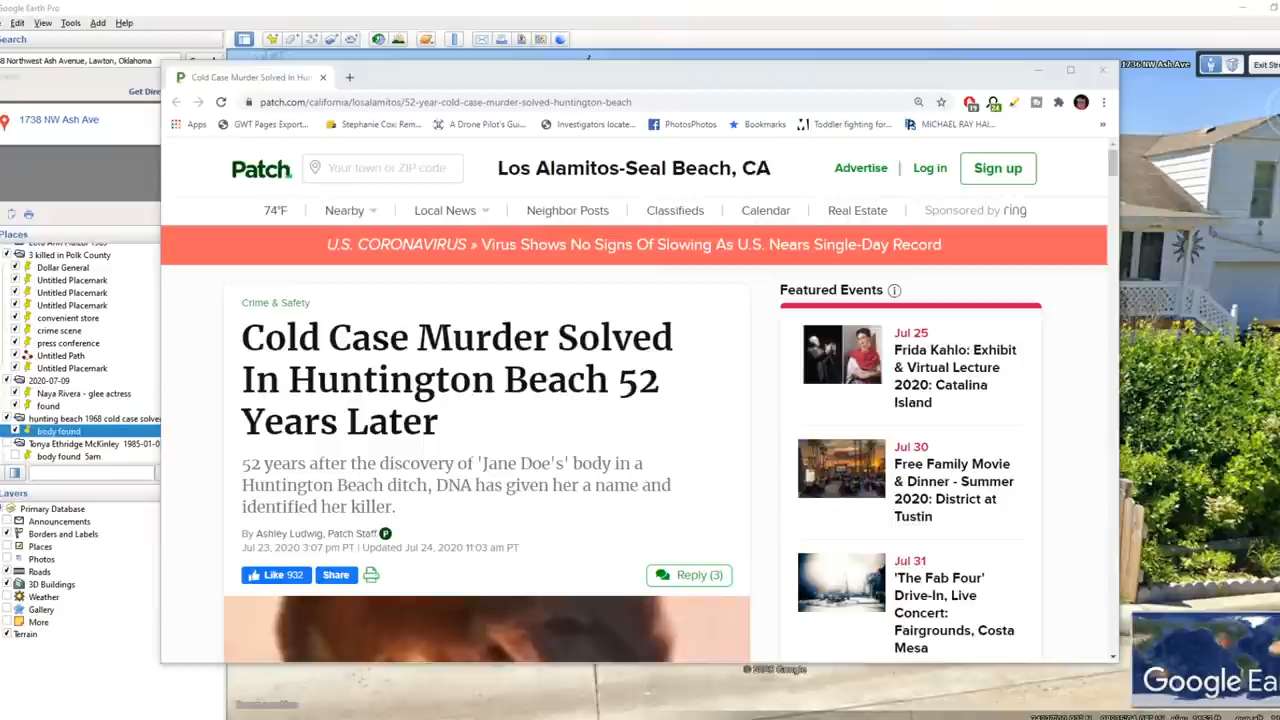 Google Earth Pro
Edit View Tools Add Help
Search
8 Northwest Ash Avenue, Lawton, Oklahoma
Get Dire
1738 NW Ash Ave
Places
3 killed in Polk County
Dollar General
Untitled Placemark
Untitled Placemark
Untitled Placemark
convenient store
crime scene
press conference
Untitled Path
Untitled Placemark
2020-07-09
Naya Rivera - glee actress
found
hunting beach 1968 cold case solve
body found
Tonya Ethridge McKinley 1985-01-0
body found 5am
Layers
Primary Database
Announcements
Borders and Labels
Places
Photos
Roads
3D Buildings
Weather
Gallery
More
Terrain
Cold Case Murder Solved In Hun
patch.com/california/losalamitos/52-year-cold-case-murder-solved-huntington-beach
Apps GWT Pages Export... Stephanie Cox: Rem... A Drone Pilot's Gui... Investigators locate... PhotosPhotos Bookmarks Toddler fighting for... MICHAEL RAY HAI... »
Patch
Your town or ZIP code
Los Alamitos-Seal Beach, CA
Advertise | Log in Sign up
74°F Nearby Local News Neighbor Posts Classifieds Calendar Real Estate Sponsored by ring
U.S. CORONAVIRUS » Virus Shows No Signs Of Slowing As U.S. Nears Single-Day Record
Crime & Safety
Cold Case Murder Solved
In Huntington Beach 52
Years Later
52 years after the discovery of 'Jane Doe's' body in a
Huntington Beach ditch, DNA has given her a name and
identified her killer.
By Ashley Ludwig, Patch Staff
Jul 23, 2020 3:07 pm PT | Updated Jul 24, 2020 11:03 am PT
Like 932 Share Reply (3)
Featured Events
Jul 25
Frida Kahlo: Exhibit
& Virtual Lecture
2020: Catalina
Island
Jul 30
Free Family Movie
& Dinner - Summer
2020: District at
Tustin
Jul 31
'The Fab Four'
Drive-In, Live
Concert:
Fairgrounds, Costa
Mesa
1736 NW Ash Ave
Exit Stre
Google
Google Ea